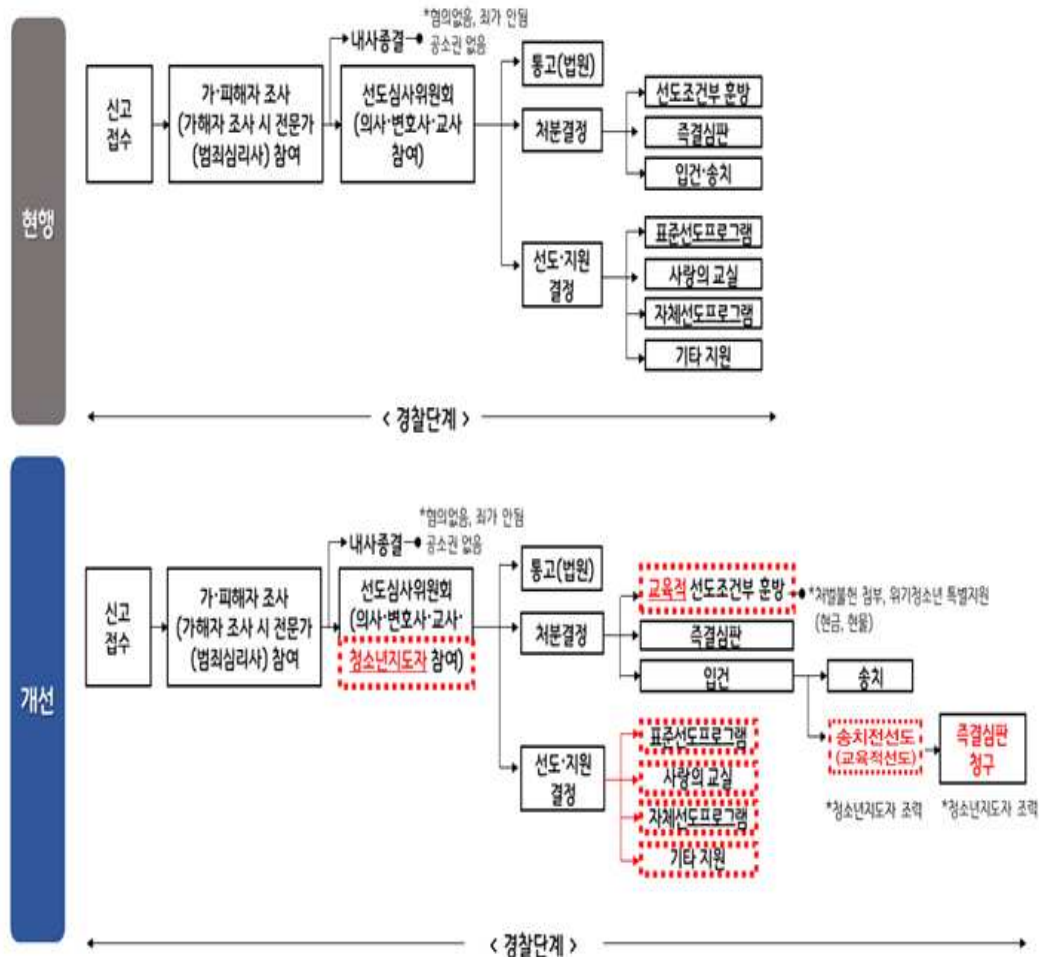 현행
신고
접수
가·피해자 조사
(가해자 조사 시 전문가
(범죄심리사) 참여
내사종결
*혐의없음, 죄가 안됨
공소권 없음
선도심사위원회
(의사·변호사·교사
참여)
통고(법원)
처분결정
선도조건부 훈방
즉결심판
입건·송치
선도·지원
결정
표준선도프로그램
사랑의 교실
자체선도프로그램
기타 지원
< 경찰단계 >
개선
신고
접수
가·피해자 조사
(가해자 조사 시 전문가
(범죄심리사) 참여
내사종결
*혐의없음, 죄가 안됨
공소권 없음
선도심사위원회
(의사·변호사·교사·
청소년지도자 참여)
통고(법원)
처분결정
교육적 선도조건부 훈방
*처벌불원 첨부, 위기청소년 특별지원
(현금, 현물)
즉결심판
입건
송치
송치전선도
(교육적선도)
*청소년지도자 조력
즉결심판
청구
*청소년지도자 조력
선도·지원
결정
표준선도프로그램
사랑의 교실
자체선도프로그램
기타 지원
< 경찰단계 >